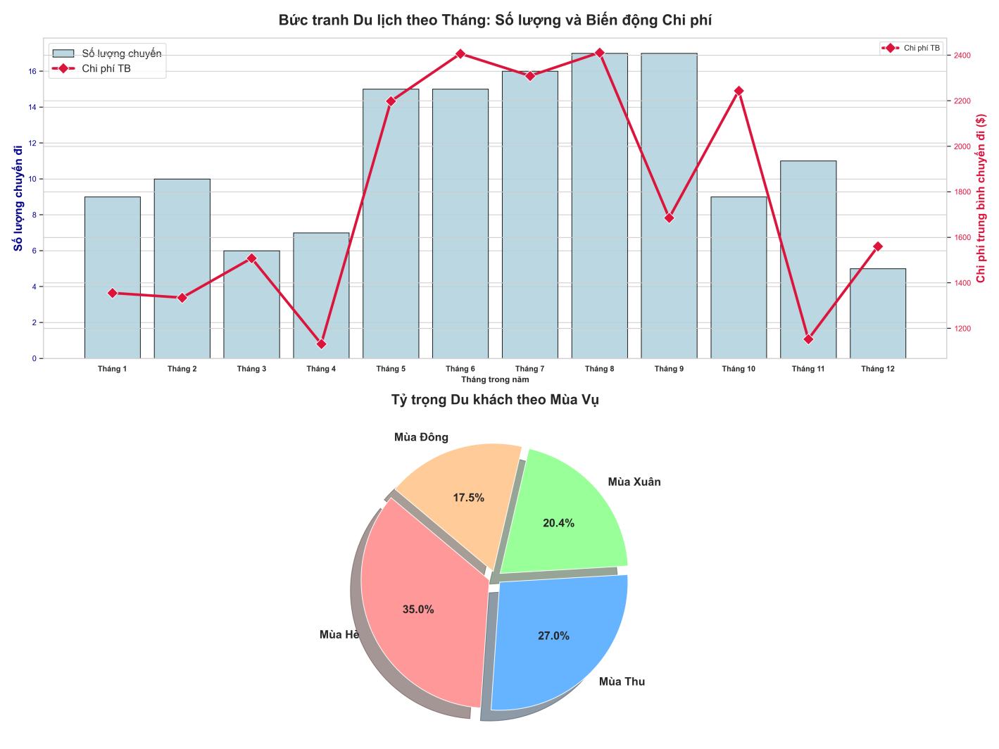 Bức tranh Du lịch theo Tháng: Số lượng và Biến động Chi phí
Số lượng chuyến
Chi phí TB
Chi phí TB
Số lượng chuyến đi
16
14
12
10
8
6
4
2
0
2400
2200
2000
1800
1600
1400
1200
Chi phí trung bình chuyến đi ($)
Tháng 1 Tháng 2 Tháng 3 Tháng 4 Tháng 5 Tháng 6 Tháng 7 Tháng 8 Tháng 9 Tháng 10 Tháng 11 Tháng 12
Tháng trong năm
Tỷ trọng Du khách theo Mùa Vụ
Mùa Đông
Mùa Xuân
17.5%
20.4%
35.0%
Mùa Hè
27.0%
Mùa Thu